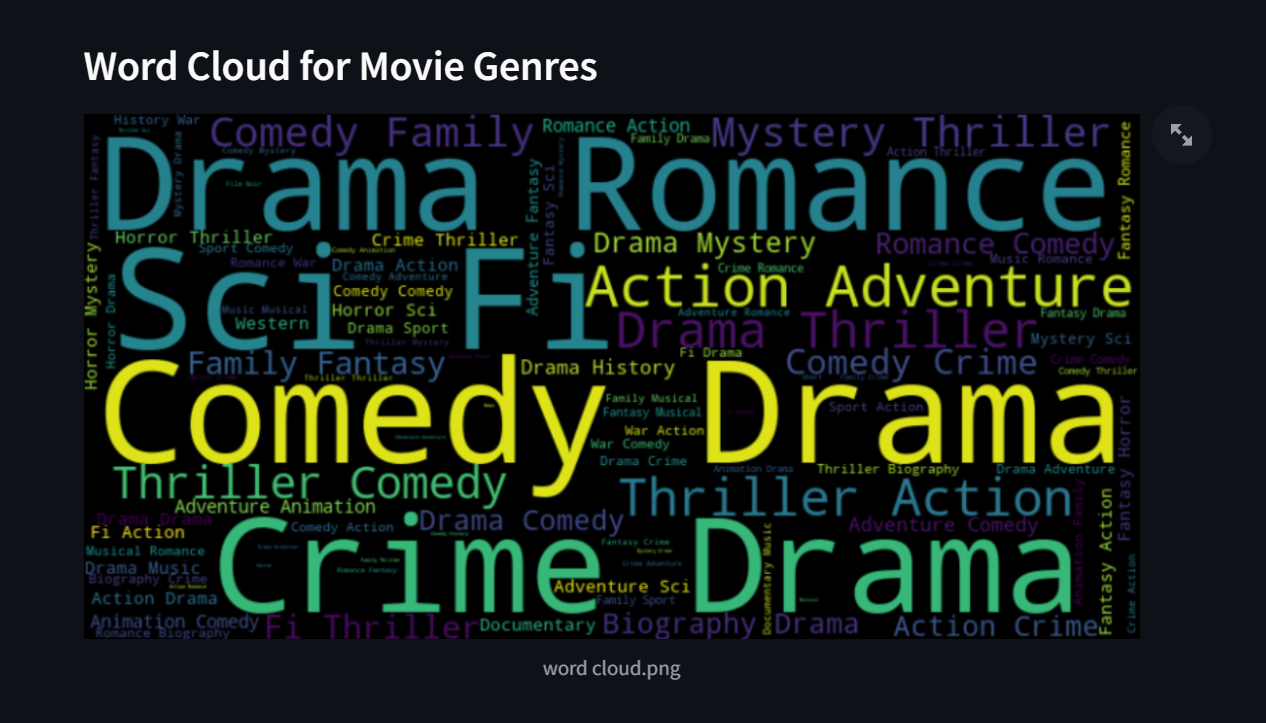 Word Cloud for Movie Genres
History War
Comedy Family
Romance Action
Family Drama
Mystery Thriller
Action Thriller
Comedy Mystery
Thriller Fantasy
Mystery Drama
Film Noir
Drama Romance
Romance Mystery
Fantasy Romance
Adventure Fantasy
Fantasy Sci
Horror Thriller
Sport Comedy
Crime Thriller
Comedy Animation
Drama Mystery
Romance Comedy
Music Romance
Crime Crime
Romance War
Drama Action
Comedy Adventure
Crime Romance
Sci Fi
Action Adventure
Comedy Comedy
Horror Mystery
Horror Drama
Music Musical
Horror Sci
Western
Drama Sport
Thriller Mystery
Adventure Romance
Fantasy Drama
Drama Thriller
Mystery Sci
Family Fantasy
Fi Drama
Comedy Crime
Crime Comedy
Comedy Thriller
Drama History
Thriller Thriller
Family Crime
Comedy Drama
Family Musical
Fantasy Musical
Sport Action
War Action
War Comedy
Drama Crime
Animation Drama
Thriller Biography
Drama Adventure
Fantasy Horror
Thriller Comedy
Thriller Action
Adventure Animation
Drama Drama
Fi Action
Comedy Action
Drama Comedy
Adventure Comedy
Animation Family
Fantasy Action
Musical Romance
Drama Music
Biography Crime
Action Drama
Crime Drama
Fantasy Crime
Crime Adventure
Family Thriller
Romance Fantasy
Adventure Sci
Family Sport
Documentary Music
Crime Action
Animation Comedy
Romance Biography
Fi Thriller
Documentary
Biography Drama
Action Crime
word cloud.png